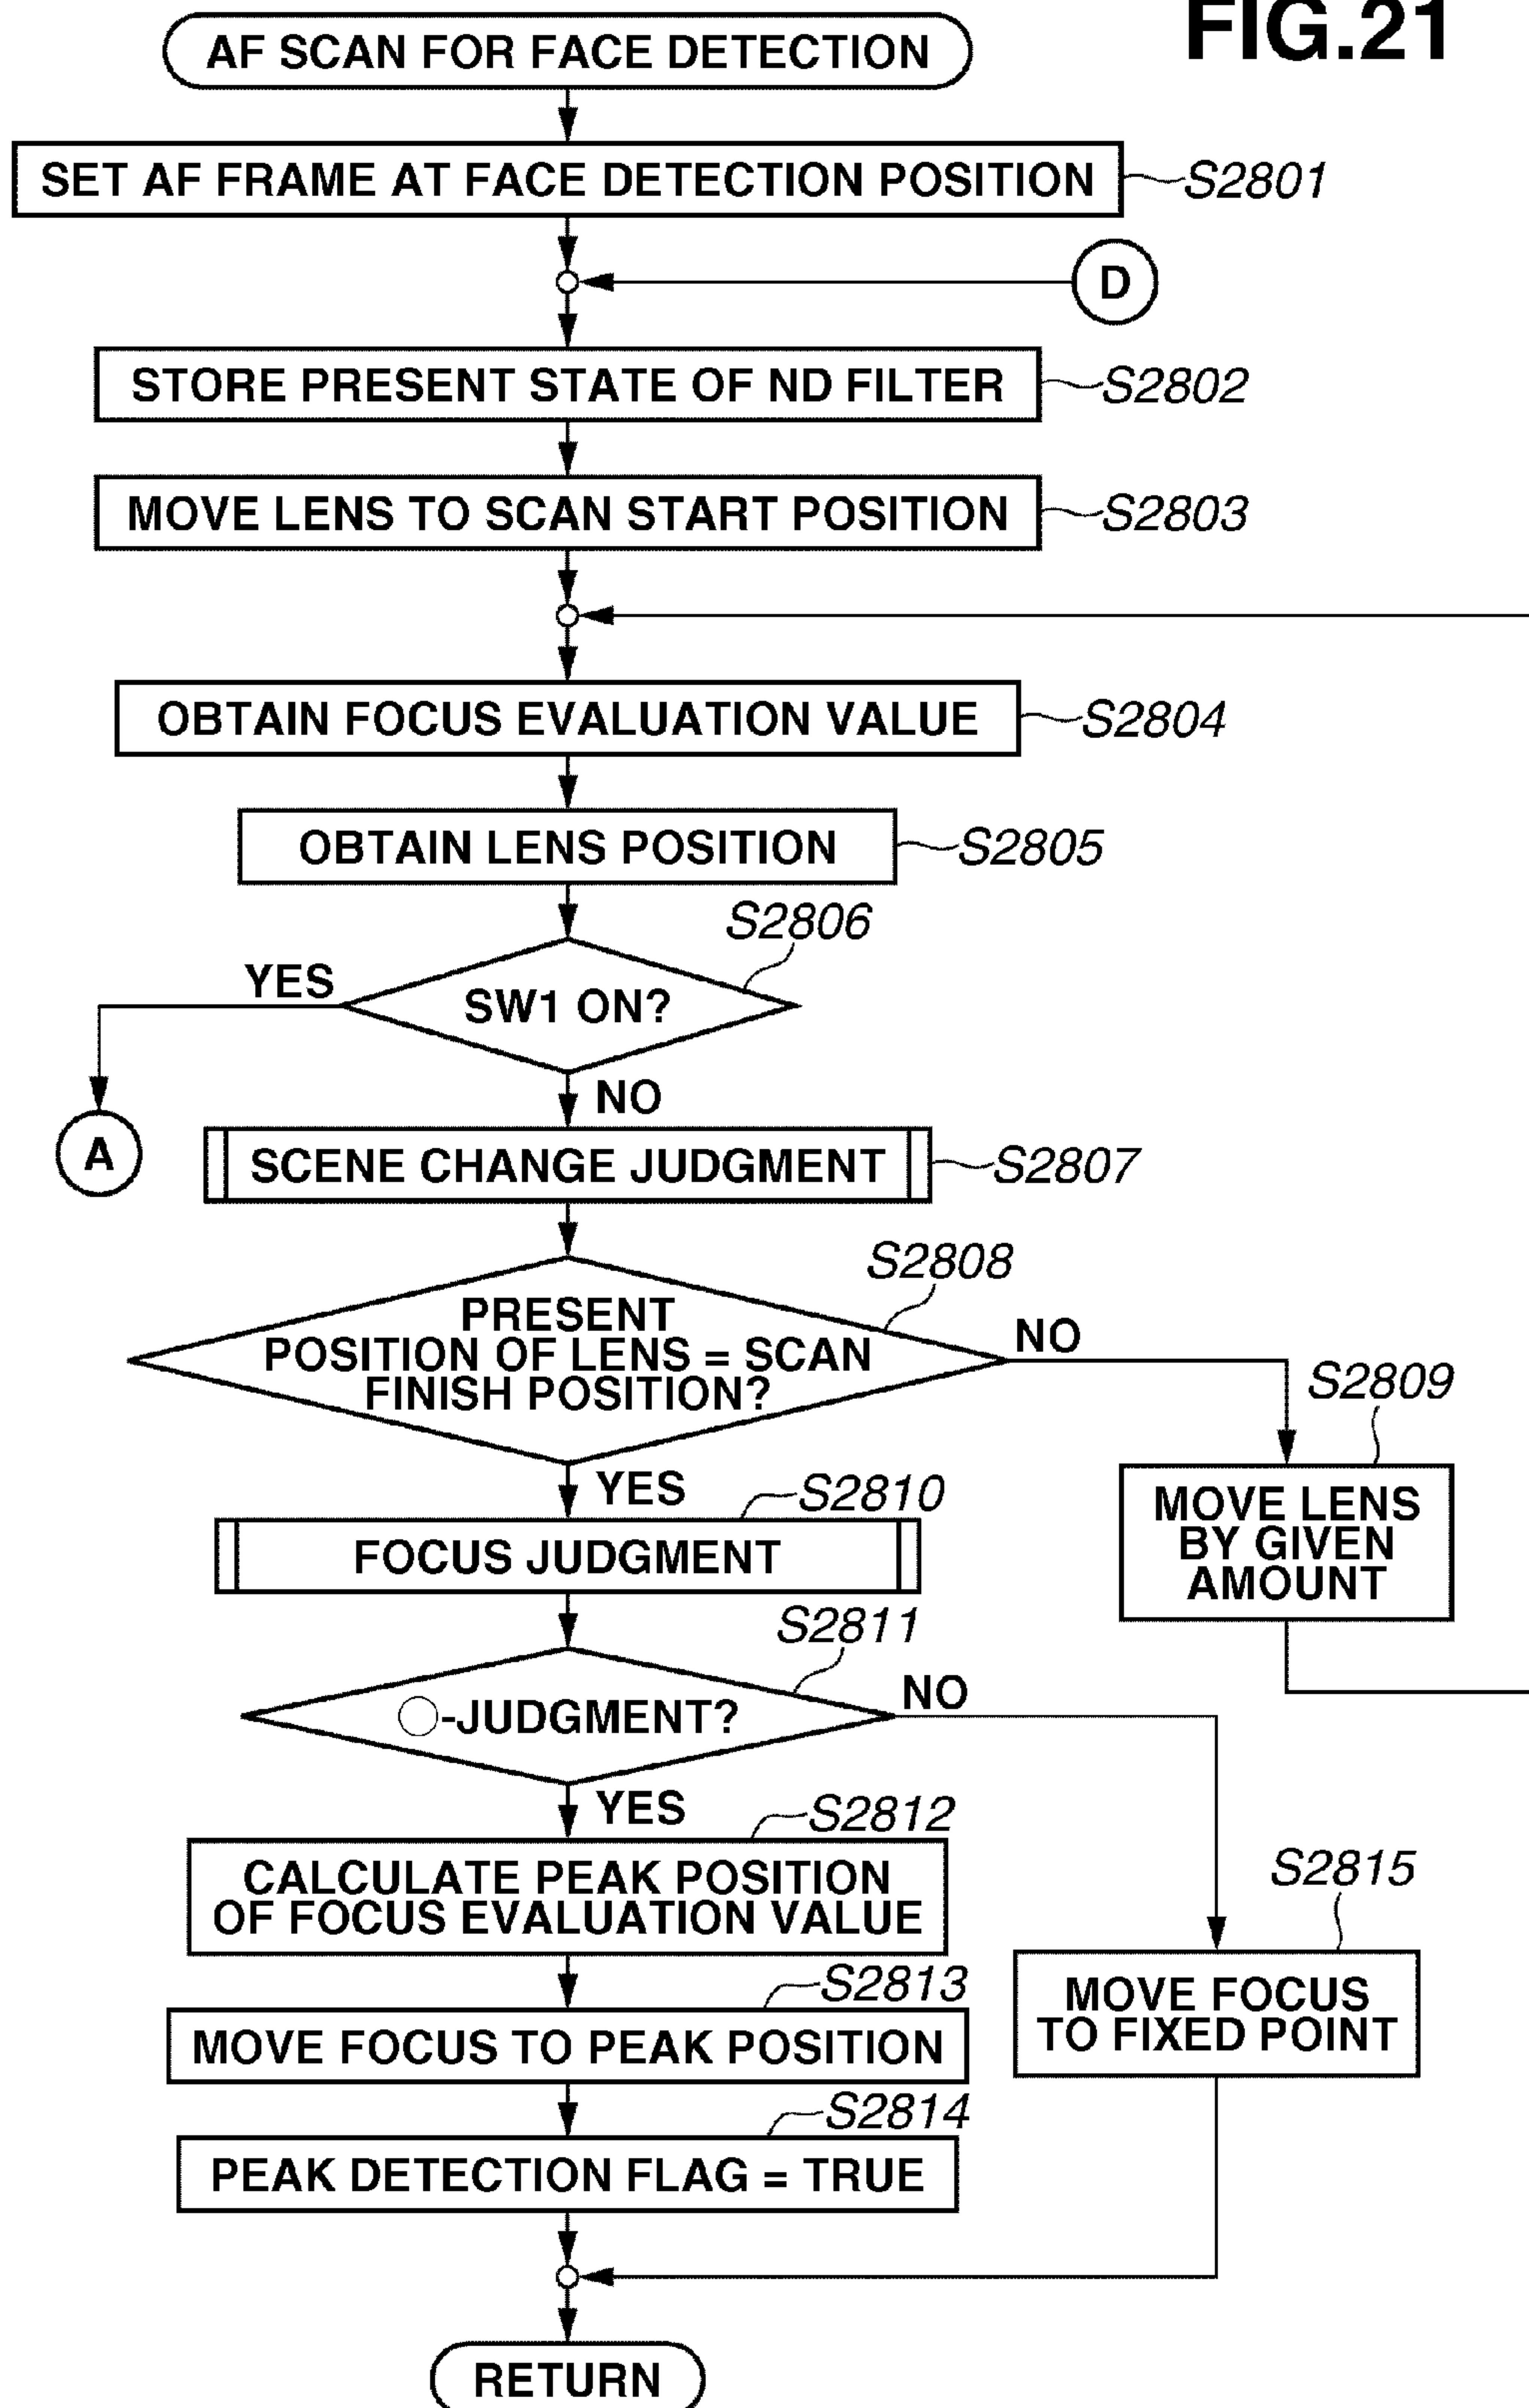 FIG.21
AF SCAN FOR FACE DETECTION
SET AF FRAME AT FACE DETECTION POSITION
S2801
D
STORE PRESENT STATE OF ND FILTER
S2802
MOVE LENS TO SCAN START POSITION
S2803
OBTAIN FOCUS EVALUATION VALUE
S2804
OBTAIN LENS POSITION
S2805
S2806
YES
SW1 ON?
NO
A
SCENE CHANGE JUDGMENT
S2807
S2808
PRESENT
POSITION OF LENS = SCAN
FINISH POSITION?
NO
S2809
MOVE LENS
BY GIVEN
AMOUNT
YES
S2810
FOCUS JUDGMENT
S2811
○-JUDGMENT?
NO
YES
S2812
CALCULATE PEAK POSITION
OF FOCUS EVALUATION VALUE
S2815
MOVE FOCUS
TO FIXED POINT
S2813
MOVE FOCUS TO PEAK POSITION
S2814
PEAK DETECTION FLAG = TRUE
RETURN